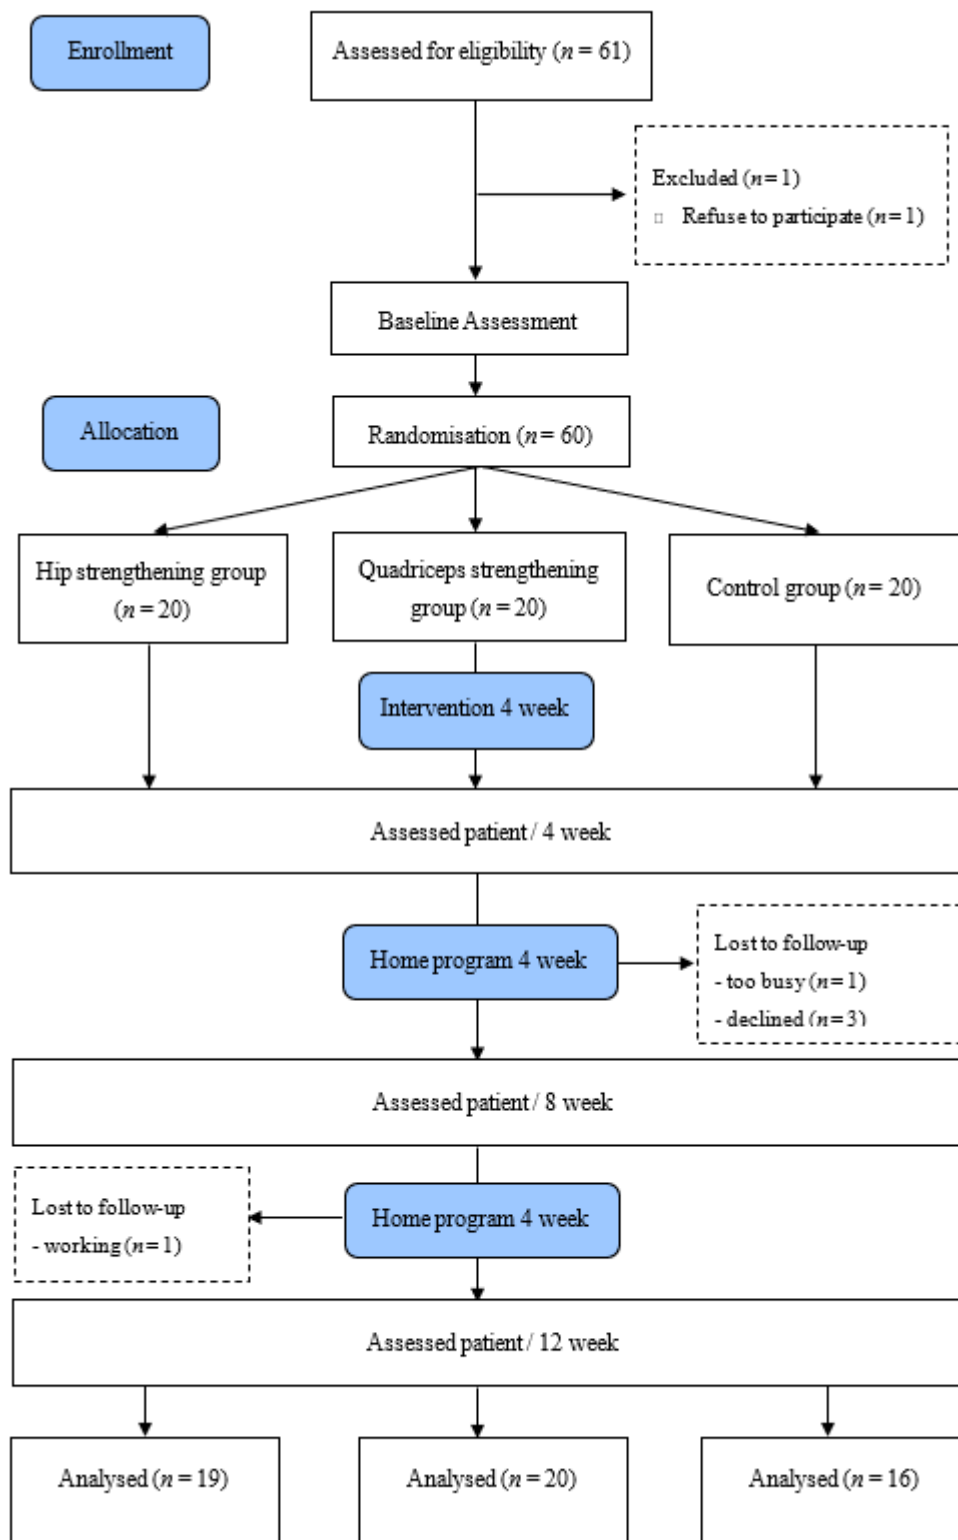 Enrollment
Assessed for eligibility (n = 61)
Excluded (n = 1)
Refuse to participate (n = 1)
Baseline Assessment
Allocation
Randomisation (n = 60)
Hip strengthening group
(n = 20)
Quadriceps strengthening
group (n = 20)
Control group (n = 20)
Intervention 4 week
Assessed patient / 4 week
Home program 4 week
Lost to follow-up
- too busy (n = 1)
- declined (n = 3)
Assessed patient / 8 week
Lost to follow-up
- working (n = 1)
Home program 4 week
Assessed patient / 12 week
Analysed (n = 19)
Analysed (n = 20)
Analysed (n = 16)